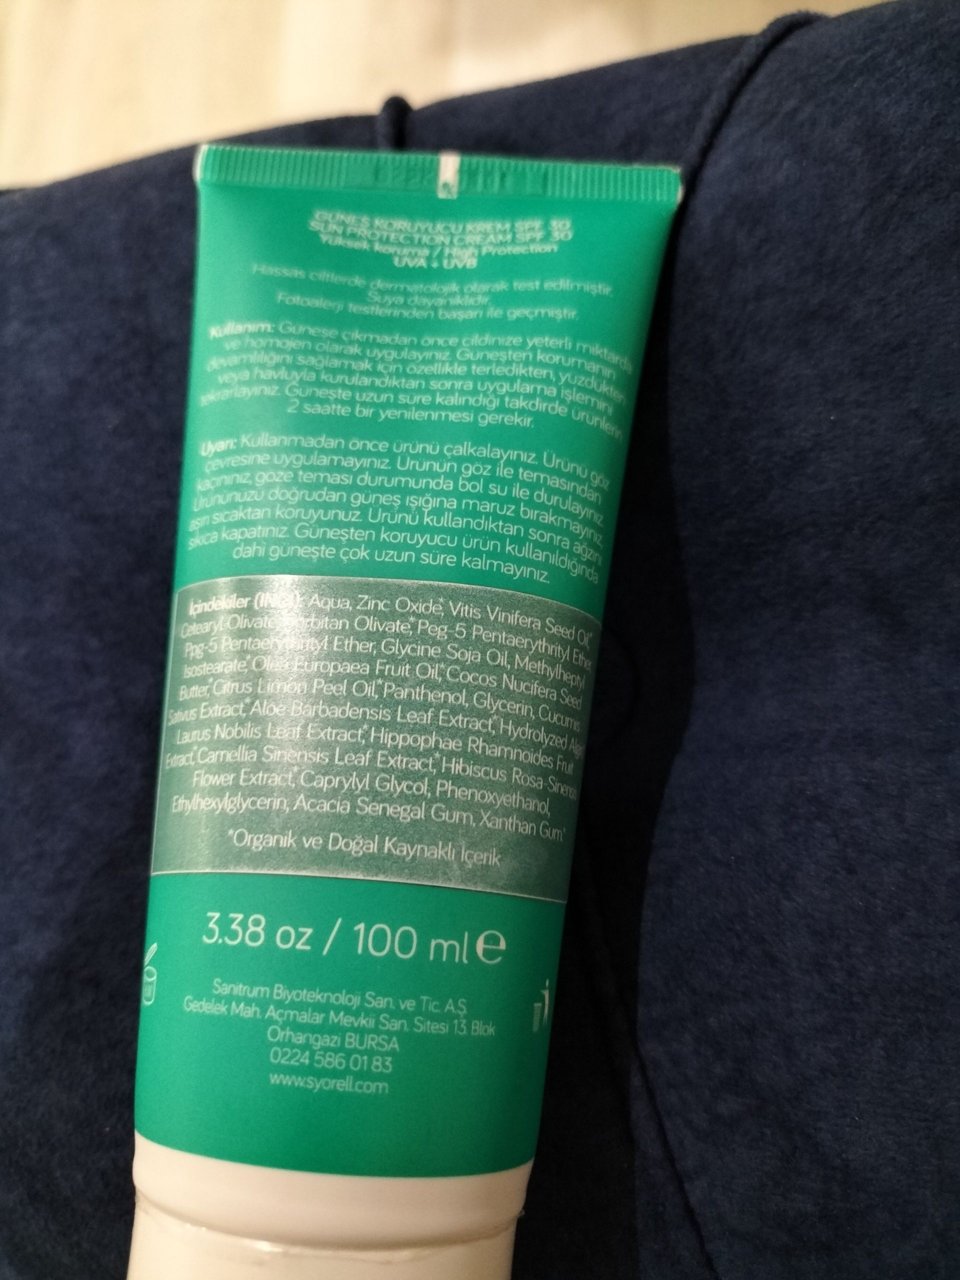 GÜNEŞ KORUYUCU KREM SPF 30
SUN PROTECTION CREAM SPF 30
Yüksek koruma / High Protection
UVA + UVB
Hassas ciltlerde dermatolojik olarak test edilmiştir.
Suya dayanıklıdır.
Fotoalerji testlerinden başarı ile geçmiştir.
Kullanım: Güneşe çıkmadan önce cildinize yeterli miktarda
ve homojen olarak uygulayınız. Güneşten korumanın
devamlılığını sağlamak için özellikle terledikten, yüzdükten
veya havluyla kurulandıktan sonra uygulama işlemini
tekrarlayınız. Güneşte uzun süre kalındığı takdirde ürünlerin
2 saatte bir yenilenmesi gerekir.
Uyarı: Kullanmadan önce ürünü çalkalayınız. Ürünü göz
çevresine uygulamayınız. Ürünün göz ile temasından
kaçınınız, göze teması durumunda bol su ile durulayınız.
Ürününüzü doğrudan güneş ışığına maruz bırakmayınız,
aşırı sıcaktan koruyunuz. Ürünü kullandıktan sonra ağzını
sıkıca kapatınız. Güneşten koruyucu ürün kullanıldığında
dahi güneşte çok uzun süre kalmayınız.
İçindekiler (INCI): Aqua, Zinc Oxide,* Vitis Vinifera Seed Oil,*
Cetearyl Olivate, Sorbitan Olivate,* Peg-5 Pentaerythrityl Ether,
Ppg-5 Pentaerythrityl Ether, Glycine Soja Oil, Methylheptyl
Isostearate,* Olea Europaea Fruit Oil,* Cocos Nucifera Seed
Butter,* Citrus Limon Peel Oil,* Panthenol, Glycerin, Cucumis
Sativus Extract,* Aloe Barbadensis Leaf Extract,* Hydrolyzed Algin,
Laurus Nobilis Leaf Extract,* Hippophae Rhamnoides Fruit
Extract,* Camellia Sinensis Leaf Extract,* Hibiscus Rosa-Sinensis
Flower Extract,* Caprylyl Glycol, Phenoxyethanol,
Ethylhexylglycerin, Acacia Senegal Gum, Xanthan Gum*
*Organik ve Doğal Kaynaklı İçerik
3.38 oz / 100 ml e
Sanitrum Biyoteknoloji San. ve Tic. A.Ş.
Gedelek Mah. Açmalar Mevkii San. Sitesi 13. Blok
Orhangazi BURSA
0224 586 01 83
www.syorell.com